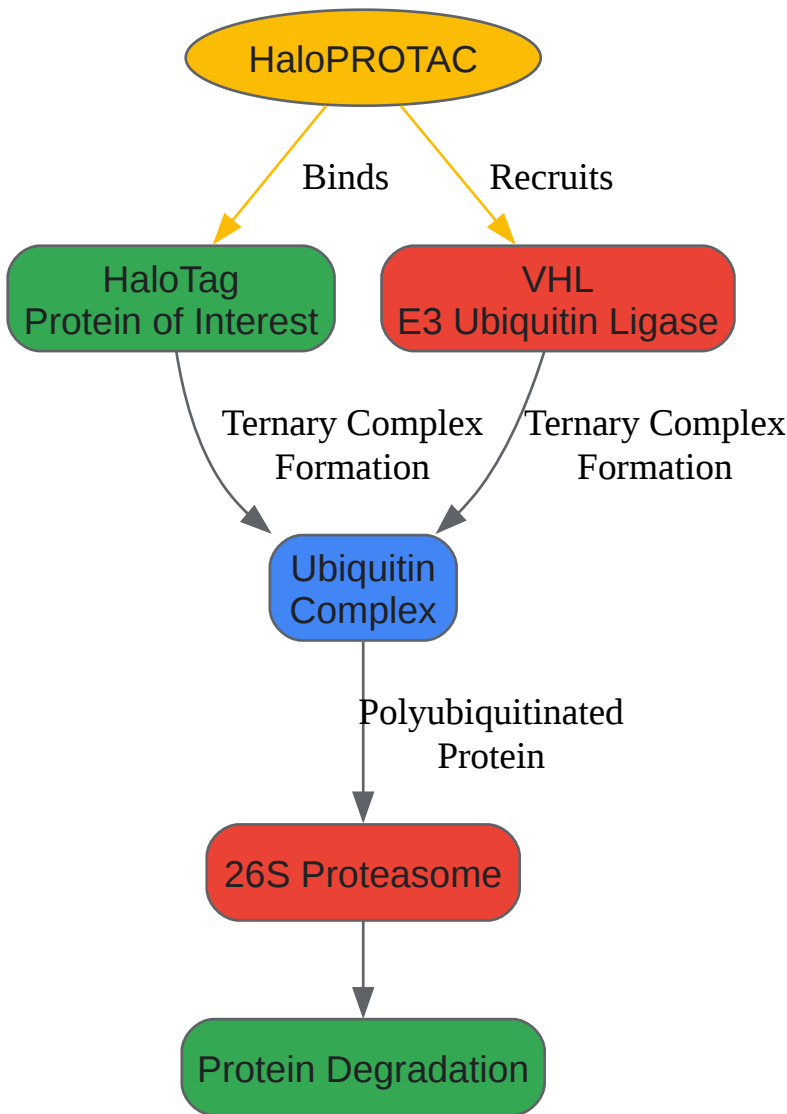 HaloPROTAC
Binds
Recruits
HaloTag
Protein of Interest
VHL
E3 Ubiquitin Ligase
Ternary Complex
Formation
Ternary Complex
Formation
Ubiquitin
Complex
Polyubiquitinated
Protein
26S Proteasome
Protein Degradation